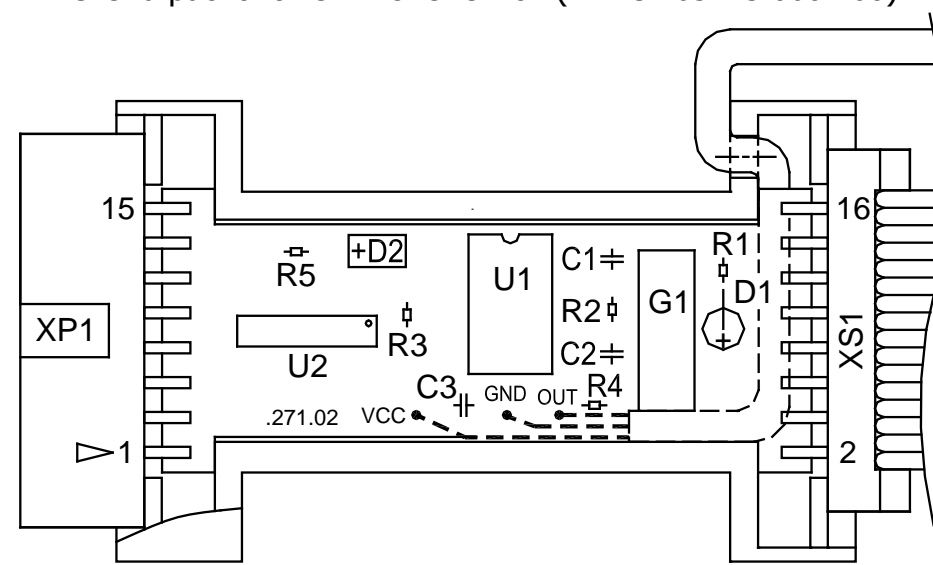 15
16
R1
+D2
U1
C1
R5
G1
D1
R2
XP1
R3
XS1
U2
C2
C3
GND
OUT
R4
.271.02
VCC
1
2